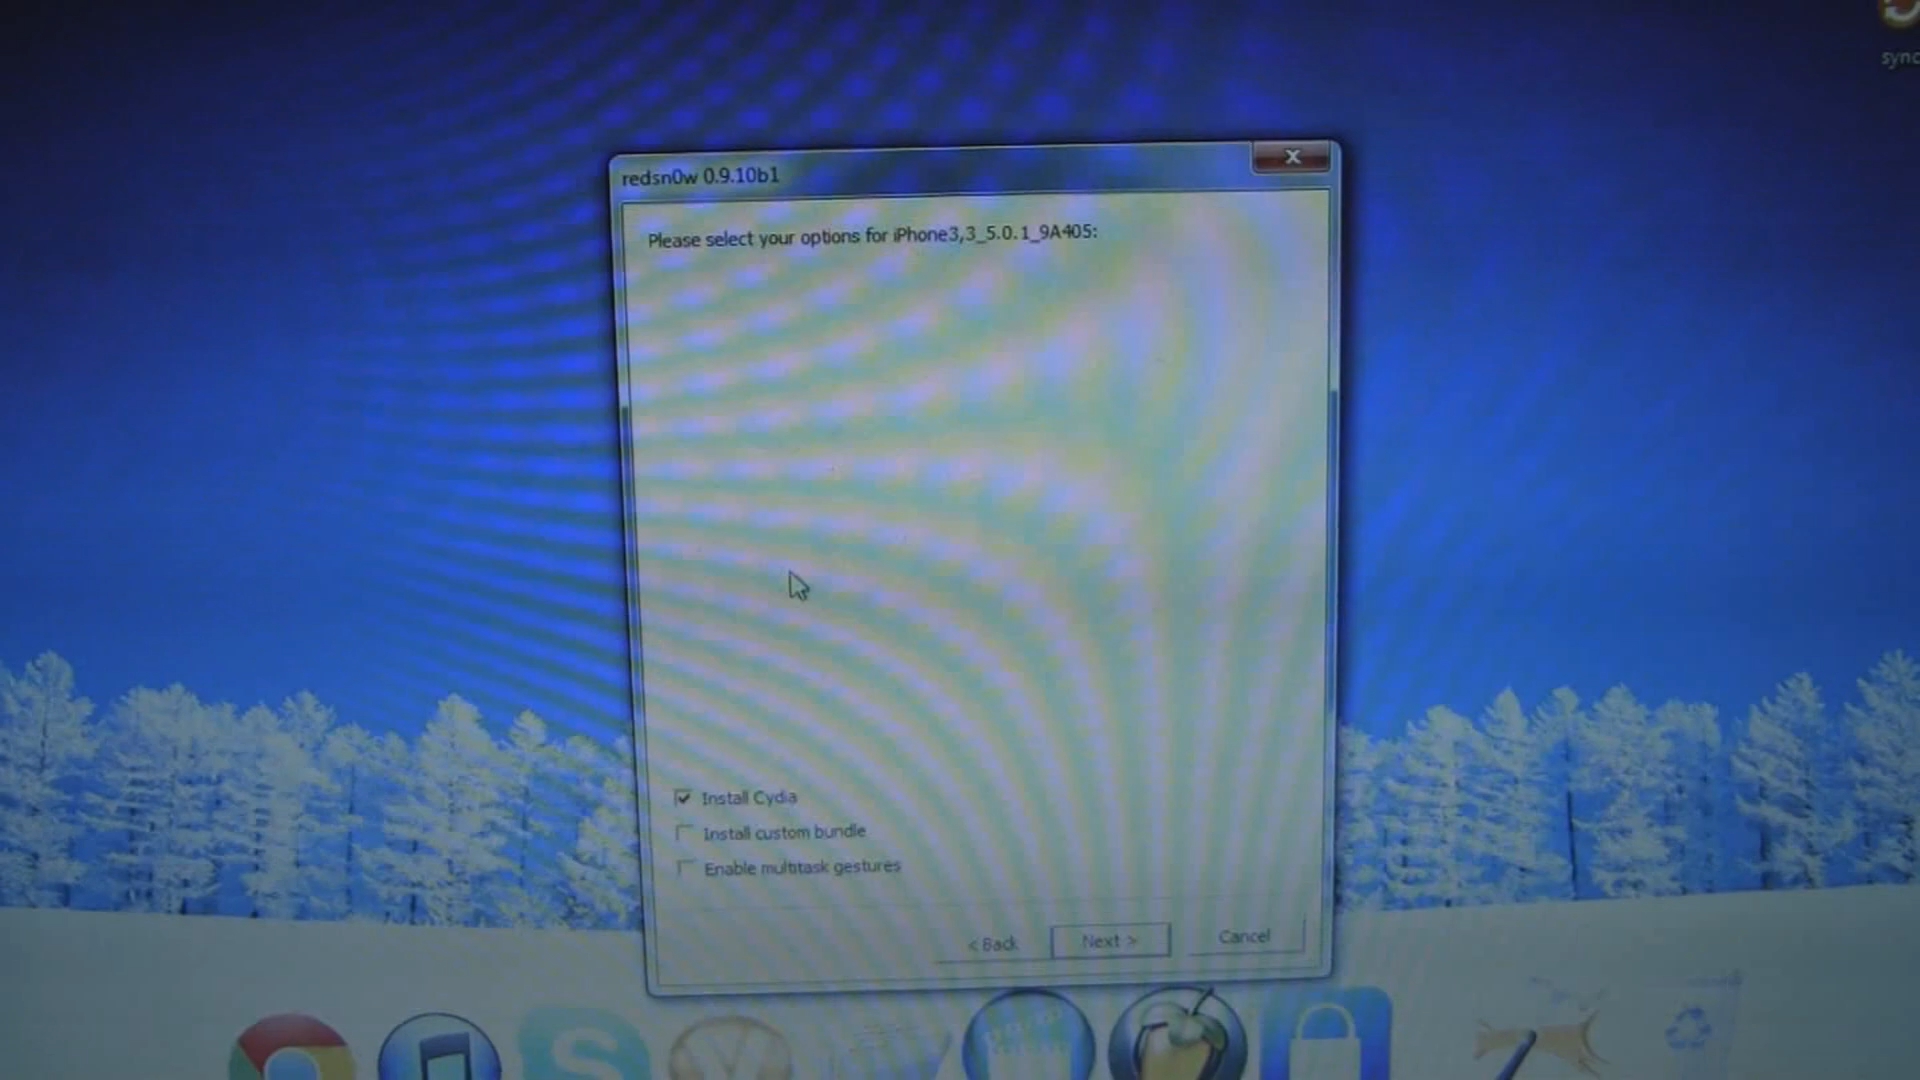 sync
redsn0w 0.9.10b1
Please select your options for iPhone3,3_5.0.1_9A405:
Install Cydia
Install custom bundle
Enable multitask gestures
< Back
Next >
Cancel